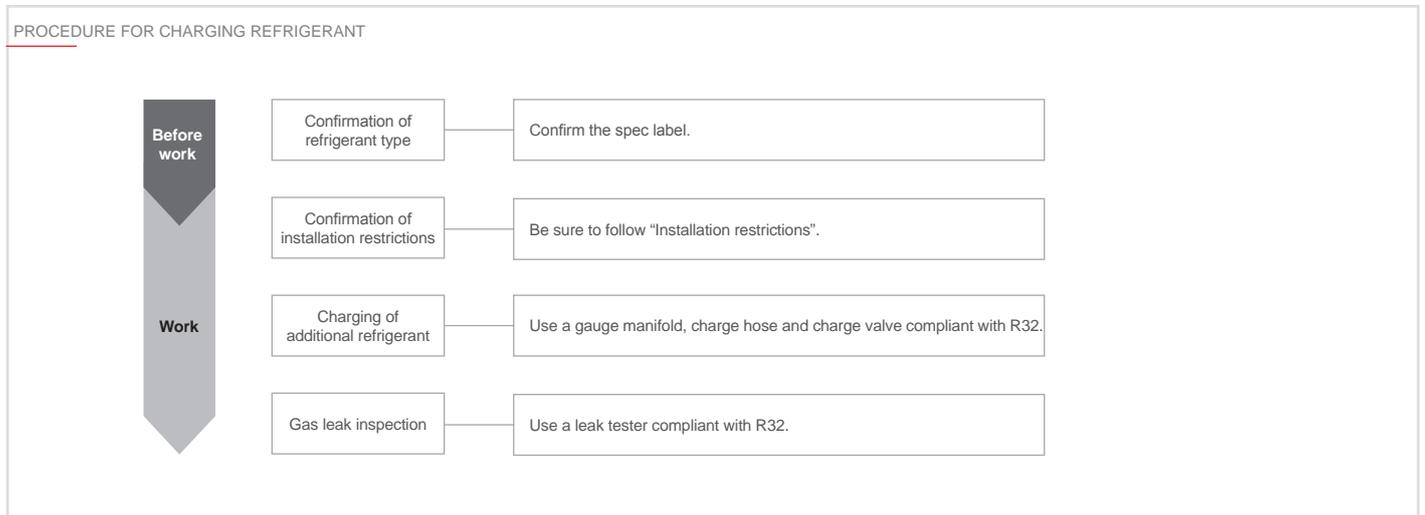 PROCEDURE FOR CHARGING REFRIGERANT
Before
work
Confirmation of
refrigerant type
Confirm the spec label.
Confirmation of
installation restrictions
Be sure to follow “Installation restrictions”.
Work
Charging of
additional refrigerant
Use a gauge manifold, charge hose and charge valve compliant with R32.
Gas leak inspection
Use a leak tester compliant with R32.